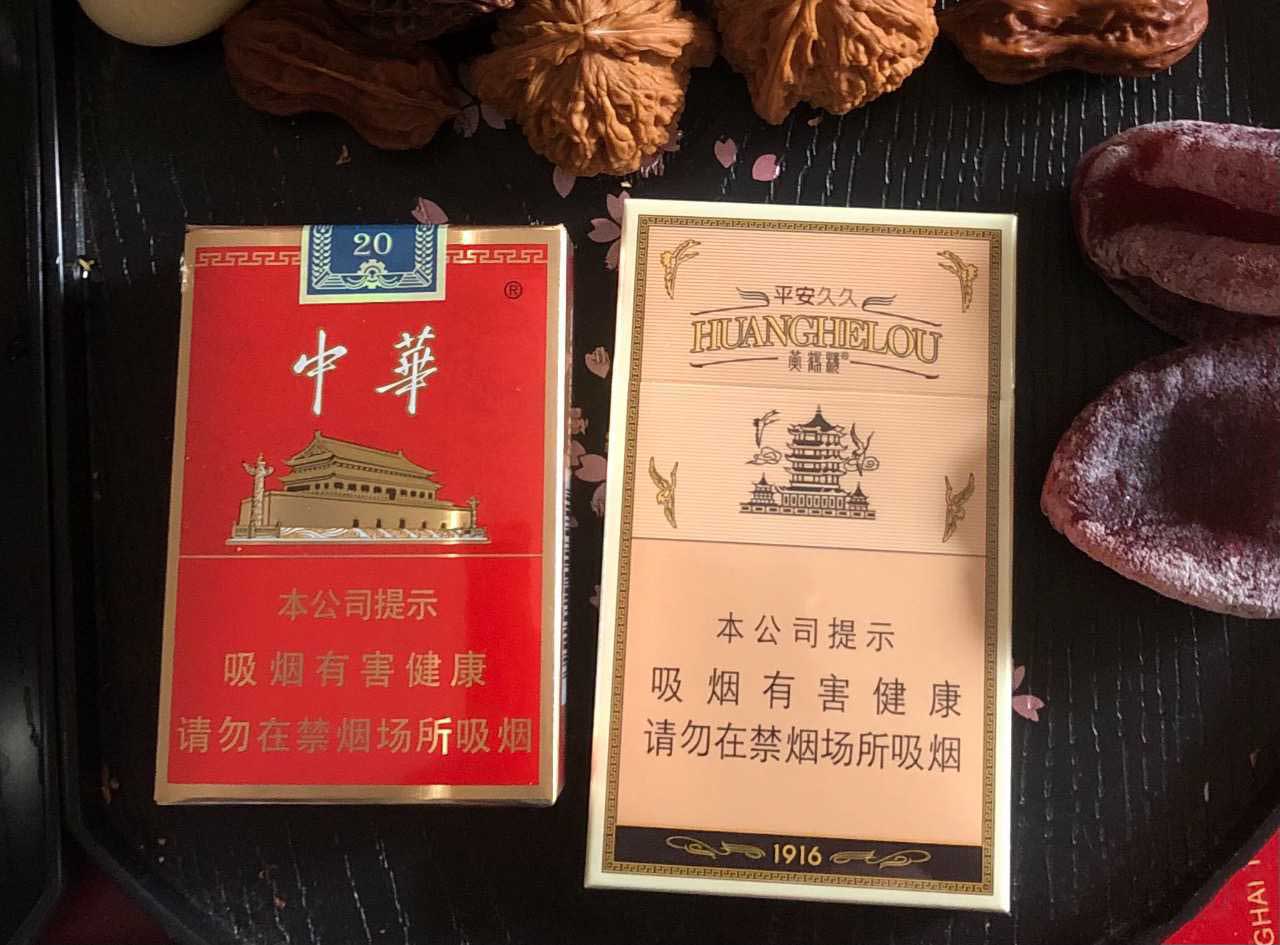 20
®
中華
本公司提示
吸烟有害健康
请勿在禁烟场所吸烟
平安久久
HUANGHELOU
黄鹤楼®
本公司提示
吸烟有害健康
请勿在禁烟场所吸烟
1916
GHAI